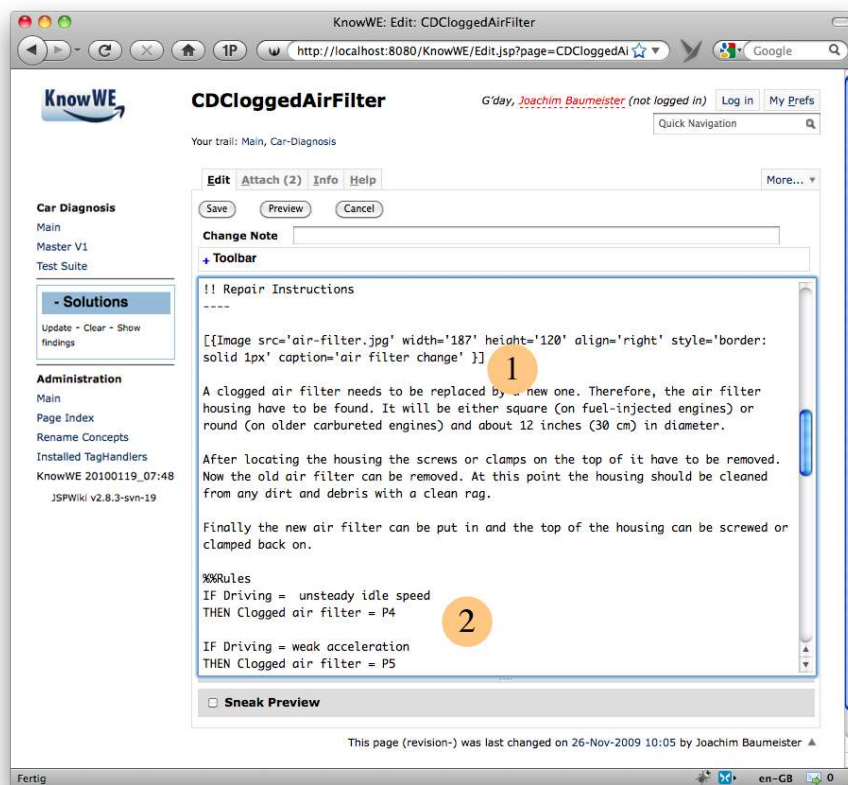 KnowWE: Edit: CDCloggedAirFilter
1P
http://localhost:8080/KnowWE/Edit.jsp?page=CDCloggedAi
Google
KnowWE
CDCloggedAirFilter
G'day, Joachim Baumeister (not logged in) Log in My Prefs
Quick Navigation
Your trail: Main, Car-Diagnosis
Edit Attach (2) Info Help More...
Save Preview Cancel
Change Note
+ Toolbar
Car Diagnosis
Main
Master V1
Test Suite
- Solutions
Update - Clear - Show
findings
Administration
Main
Page Index
Rename Concepts
Installed TagHandlers
KnowWE 20100119_07:48
JSPWiki v2.8.3-svn-19
!! Repair Instructions
----
[{Image src='air-filter.jpg' width='187' height='120' align='right' style='border:
solid 1px' caption='air filter change' }]
1
A clogged air filter needs to be replaced by new one. Therefore, the air filter
housing have to be found. It will be either square (on fuel-injected engines) or
round (on older carbureted engines) and about 12 inches (30 cm) in diameter.
After locating the housing the screws or clamps on the top of it have to be removed.
Now the old air filter can be removed. At this point the housing should be cleaned
from any dirt and debris with a clean rag.
Finally the new air filter can be put in and the top of the housing can be screwed or
clamped back on.
%%Rules
IF Driving = unsteady idle speed
THEN Clogged air filter = P4
2
IF Driving = weak acceleration
THEN Clogged air filter = P5
Sneak Preview
This page (revision-) was last changed on 26-Nov-2009 10:05 by Joachim Baumeister
Fertig
en-GB
0